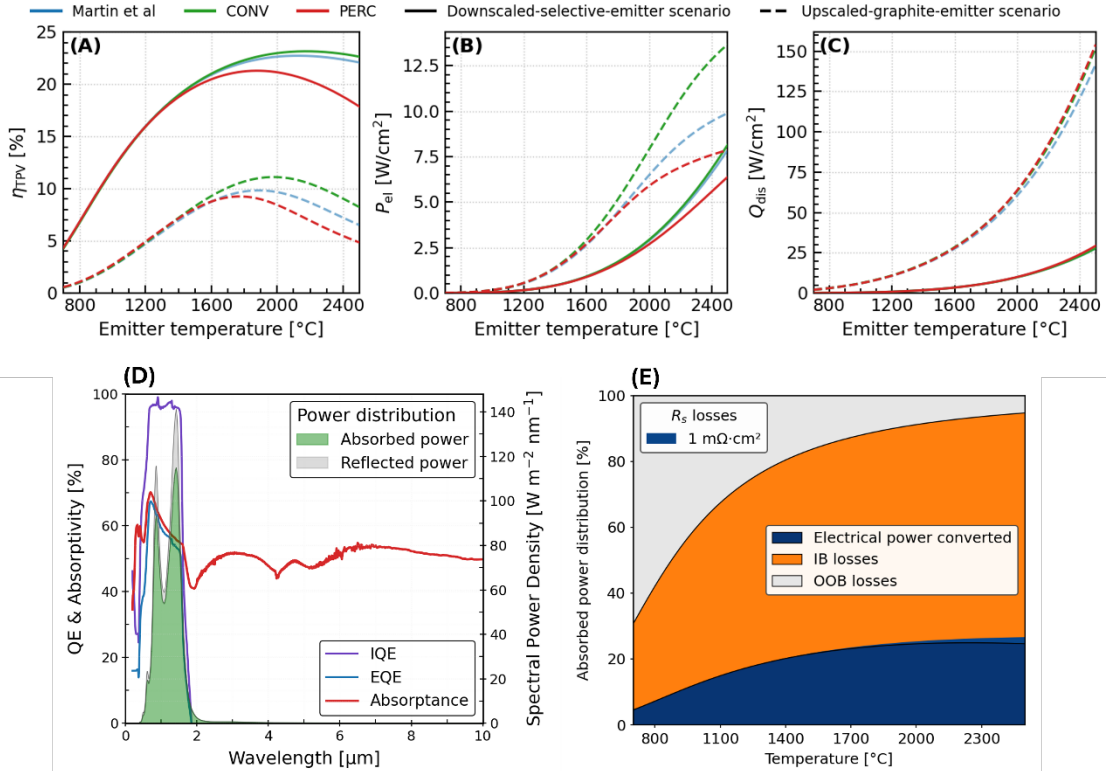 Martin et al CONV PERC Downscaled-selective-emitter scenario Upscaled-graphite-emitter scenario
(A)
25
20
15
10
5
0
η_TPV [%]
800 1200 1600 2000 2400
Emitter temperature [°C]
(B)
12.5
10.0
7.5
5.0
2.5
0.0
P_el [W/cm²]
800 1200 1600 2000 2400
Emitter temperature [°C]
(C)
150
125
100
75
50
25
0
Q_dis [W/cm²]
800 1200 1600 2000 2400
Emitter temperature [°C]
(D)
100
80
60
40
20
0
QE & Absorptivity [%]
Power distribution
Absorbed power
Reflected power
IQE
EQE
Absorptance
140
120
100
80
60
40
20
0
Spectral Power Density [W m⁻² nm⁻¹]
0 2 4 6 8 10
Wavelength [μm]
(E)
100
80
60
40
20
0
Absorbed power distribution [%]
R_s losses
1 mΩ·cm²
Electrical power converted
IB losses
OOB losses
800 1100 1400 1700 2000 2300
Temperature [°C]